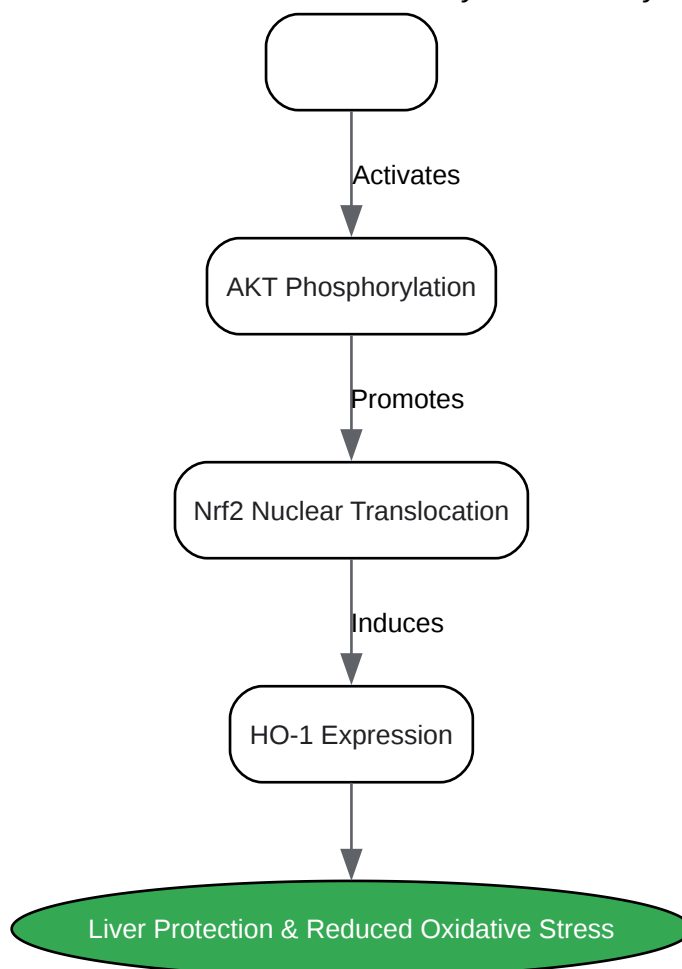 Activates
AKT Phosphorylation
Promotes
Nrf2 Nuclear Translocation
Induces
HO-1 Expression
Liver Protection & Reduced Oxidative Stress